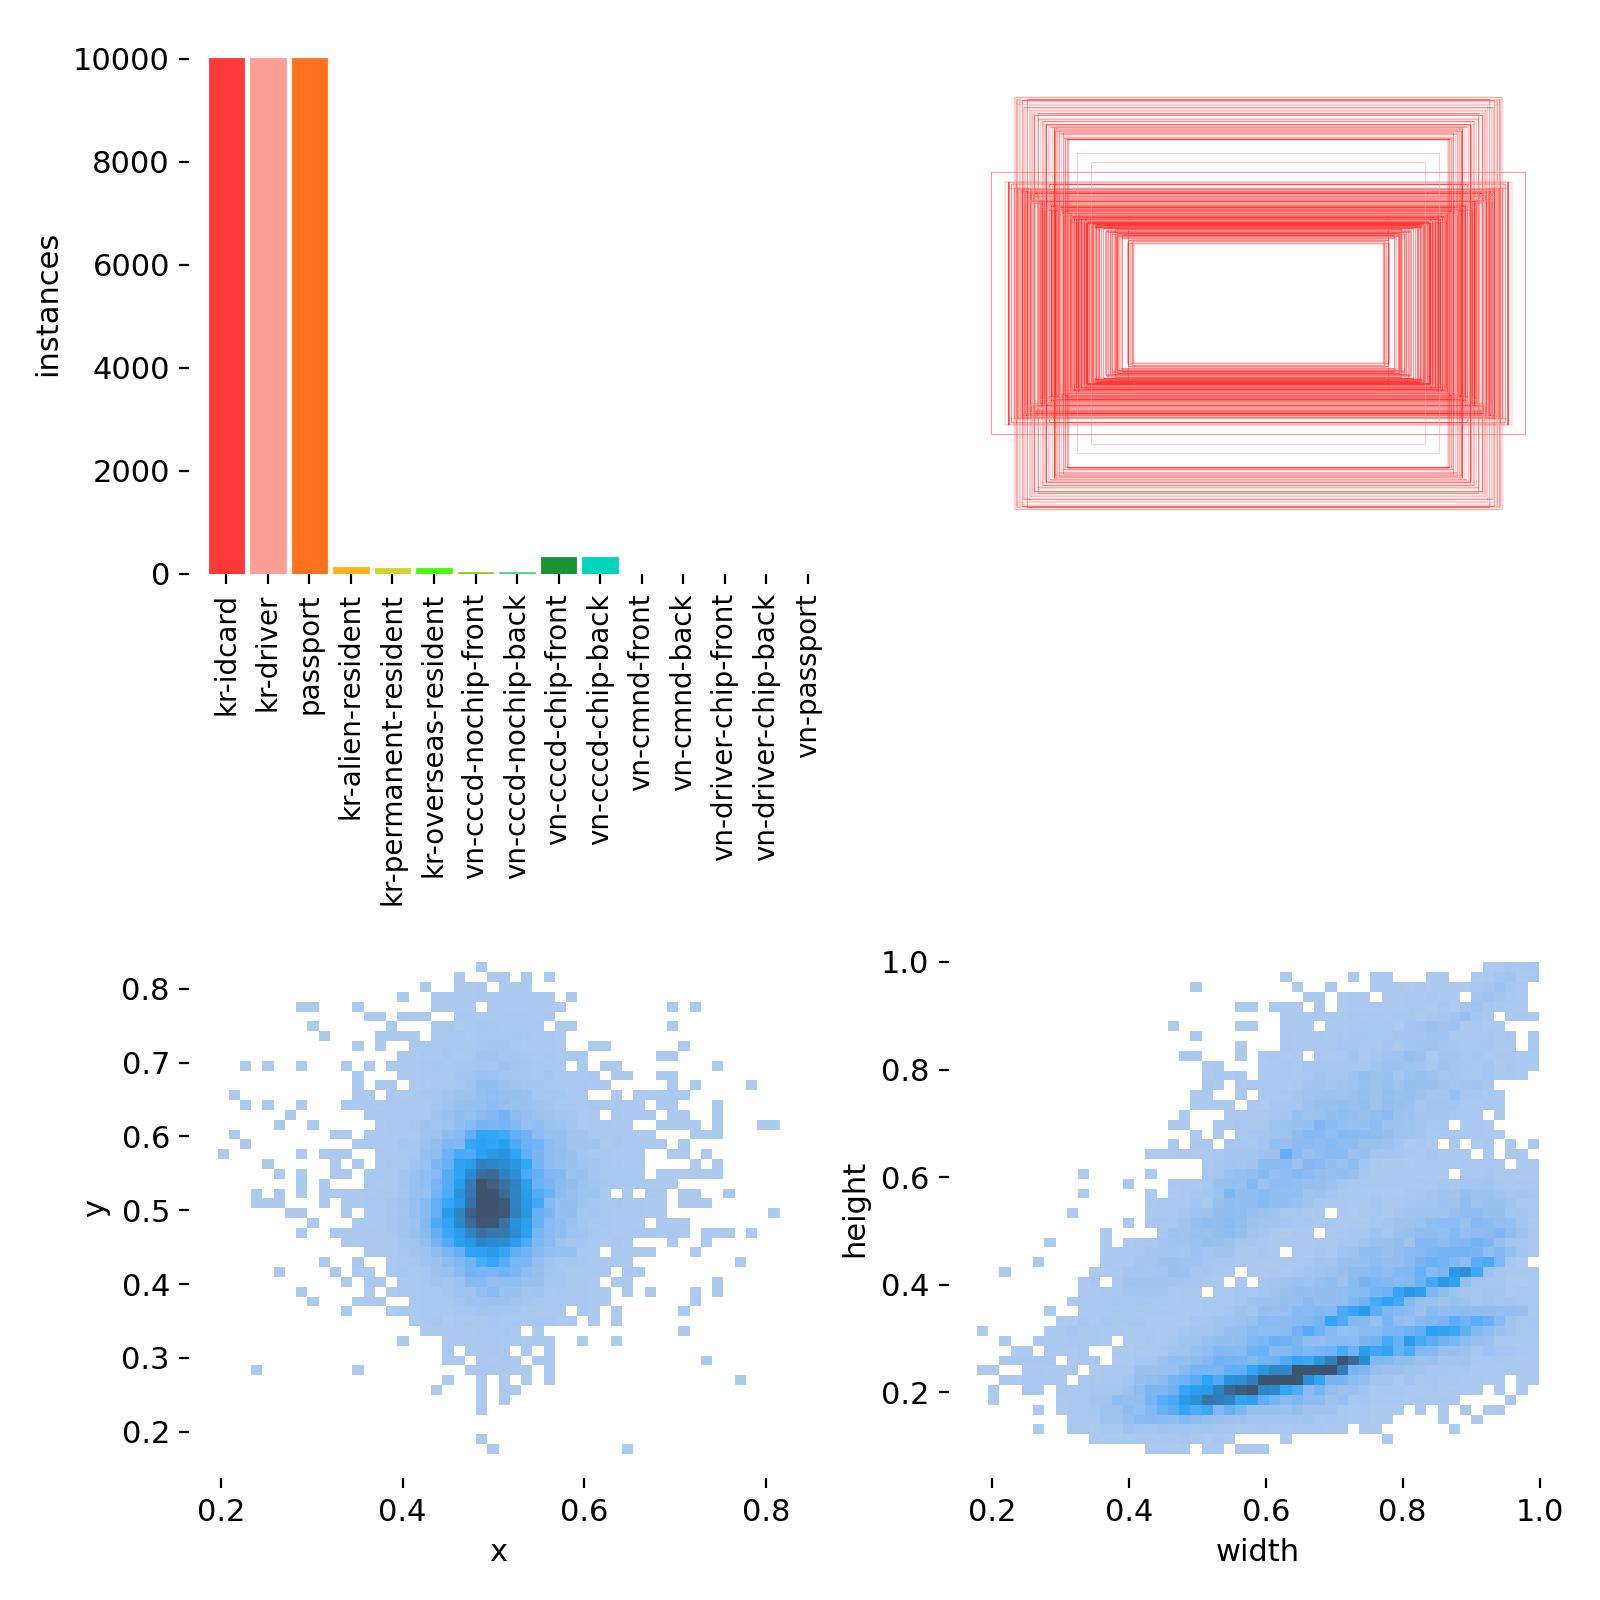 10000
8000
6000
4000
2000
0
instances
kr-idcard
kr-driver
passport
kr-alien-resident
kr-permanent-resident
kr-overseas-resident
vn-cccd-nochip-front
vn-cccd-nochip-back
vn-cccd-chip-front
vn-cccd-chip-back
vn-cmnd-front
vn-cmnd-back
vn-driver-chip-front
vn-driver-chip-back
vn-passport
0.8
0.7
0.6
0.5
0.4
0.3
0.2
y
0.2 0.4 0.6 0.8
x
1.0
0.8
0.6
0.4
0.2
height
0.2 0.4 0.6 0.8 1.0
width